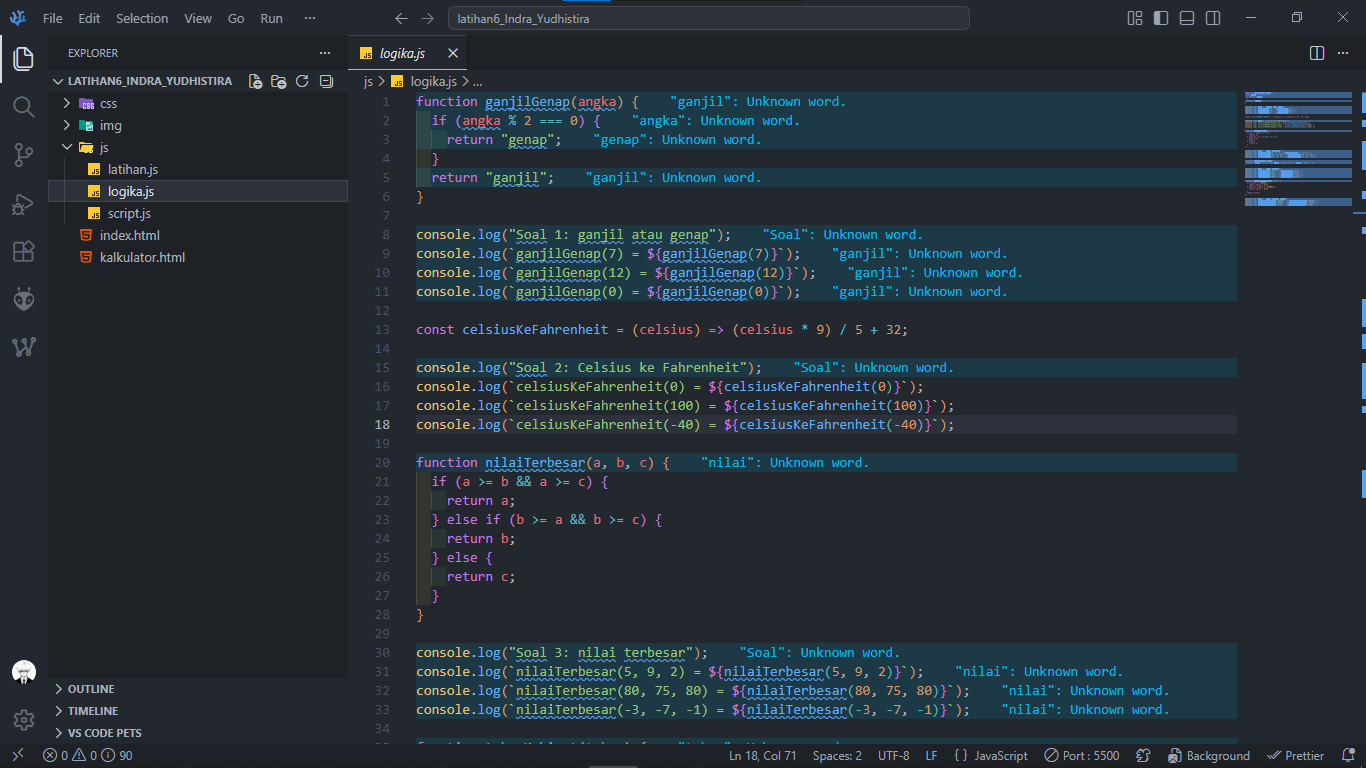 File Edit Selection View Go Run ··· latihan6_Indra_Yudhistira
EXPLORER ···
LATIHAN6_INDRA_YUDHISTIRA
css
img
js
latihan.js
logika.js
script.js
index.html
kalkulator.html
OUTLINE
TIMELINE
VS CODE PETS
logika.js
js > logika.js > ...
1 function ganjilGenap(angka) { "ganjil": Unknown word.
2 if (angka % 2 === 0) { "angka": Unknown word.
3 return "genap"; "genap": Unknown word.
4 }
5 return "ganjil"; "ganjil": Unknown word.
6 }
7
8 console.log("Soal 1: ganjil atau genap"); "Soal": Unknown word.
9 console.log(`ganjilGenap(7) = ${ganjilGenap(7)}`); "ganjil": Unknown word.
10 console.log(`ganjilGenap(12) = ${ganjilGenap(12)}`); "ganjil": Unknown word.
11 console.log(`ganjilGenap(0) = ${ganjilGenap(0)}`); "ganjil": Unknown word.
12
13 const celsiusKeFahrenheit = (celsius) => (celsius * 9) / 5 + 32;
14
15 console.log("Soal 2: Celsius ke Fahrenheit"); "Soal": Unknown word.
16 console.log(`celsiusKeFahrenheit(0) = ${celsiusKeFahrenheit(0)}`);
17 console.log(`celsiusKeFahrenheit(100) = ${celsiusKeFahrenheit(100)}`);
18 console.log(`celsiusKeFahrenheit(-40) = ${celsiusKeFahrenheit(-40)}`);
19
20 function nilaiTerbesar(a, b, c) { "nilai": Unknown word.
21 if (a >= b && a >= c) {
22 return a;
23 } else if (b >= a && b >= c) {
24 return b;
25 } else {
26 return c;
27 }
28 }
29
30 console.log("Soal 3: nilai terbesar"); "Soal": Unknown word.
31 console.log(`nilaiTerbesar(5, 9, 2) = ${nilaiTerbesar(5, 9, 2)}`); "nilai": Unknown word.
32 console.log(`nilaiTerbesar(80, 75, 80) = ${nilaiTerbesar(80, 75, 80)}`); "nilai": Unknown word.
33 console.log(`nilaiTerbesar(-3, -7, -1) = ${nilaiTerbesar(-3, -7, -1)}`); "nilai": Unknown word.
34
0 0 90 Ln 18, Col 71 Spaces: 2 UTF-8 LF { } JavaScript Port : 5500 Background Prettier